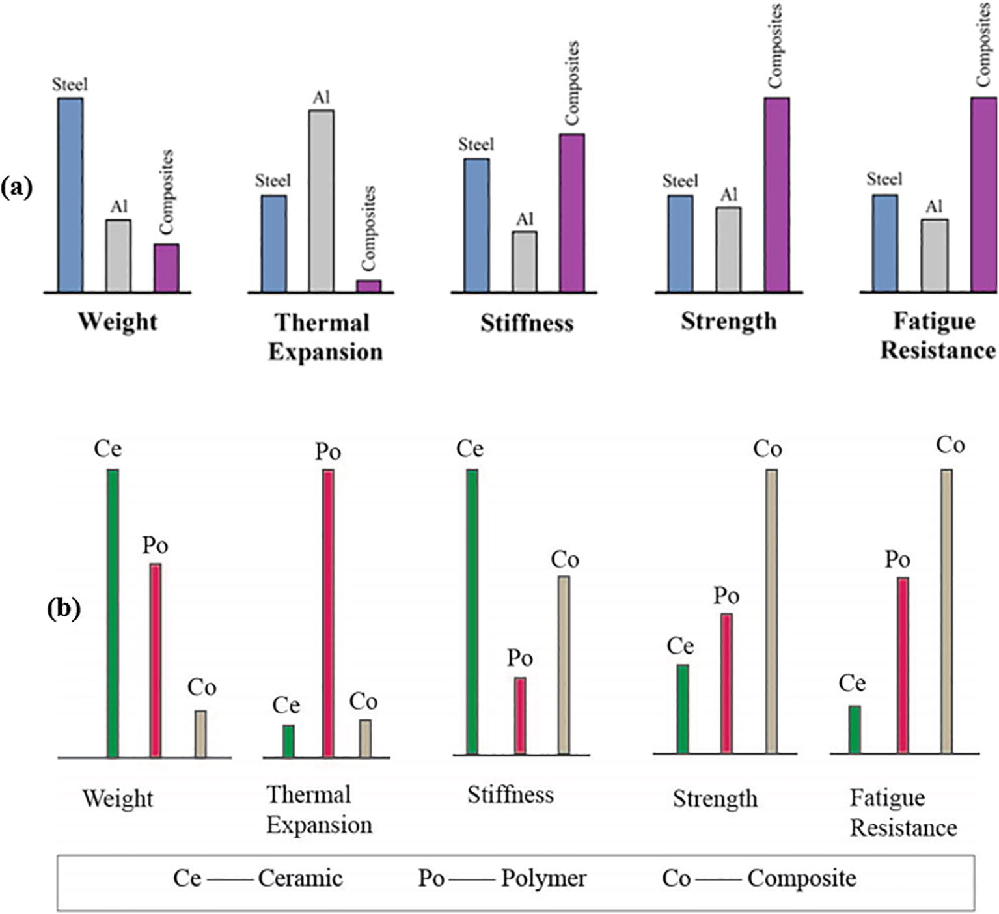 (a)
Steel
Al
Composites
Weight
Steel
Al
Composites
Thermal
Expansion
Steel
Al
Composites
Stiffness
Steel
Al
Composites
Strength
Steel
Al
Composites
Fatigue
Resistance
(b)
Ce
Po
Co
Weight
Ce
Po
Co
Thermal
Expansion
Ce
Po
Co
Stiffness
Ce
Po
Co
Strength
Ce
Po
Co
Fatigue
Resistance
Ce —— Ceramic Po —— Polymer Co —— Composite